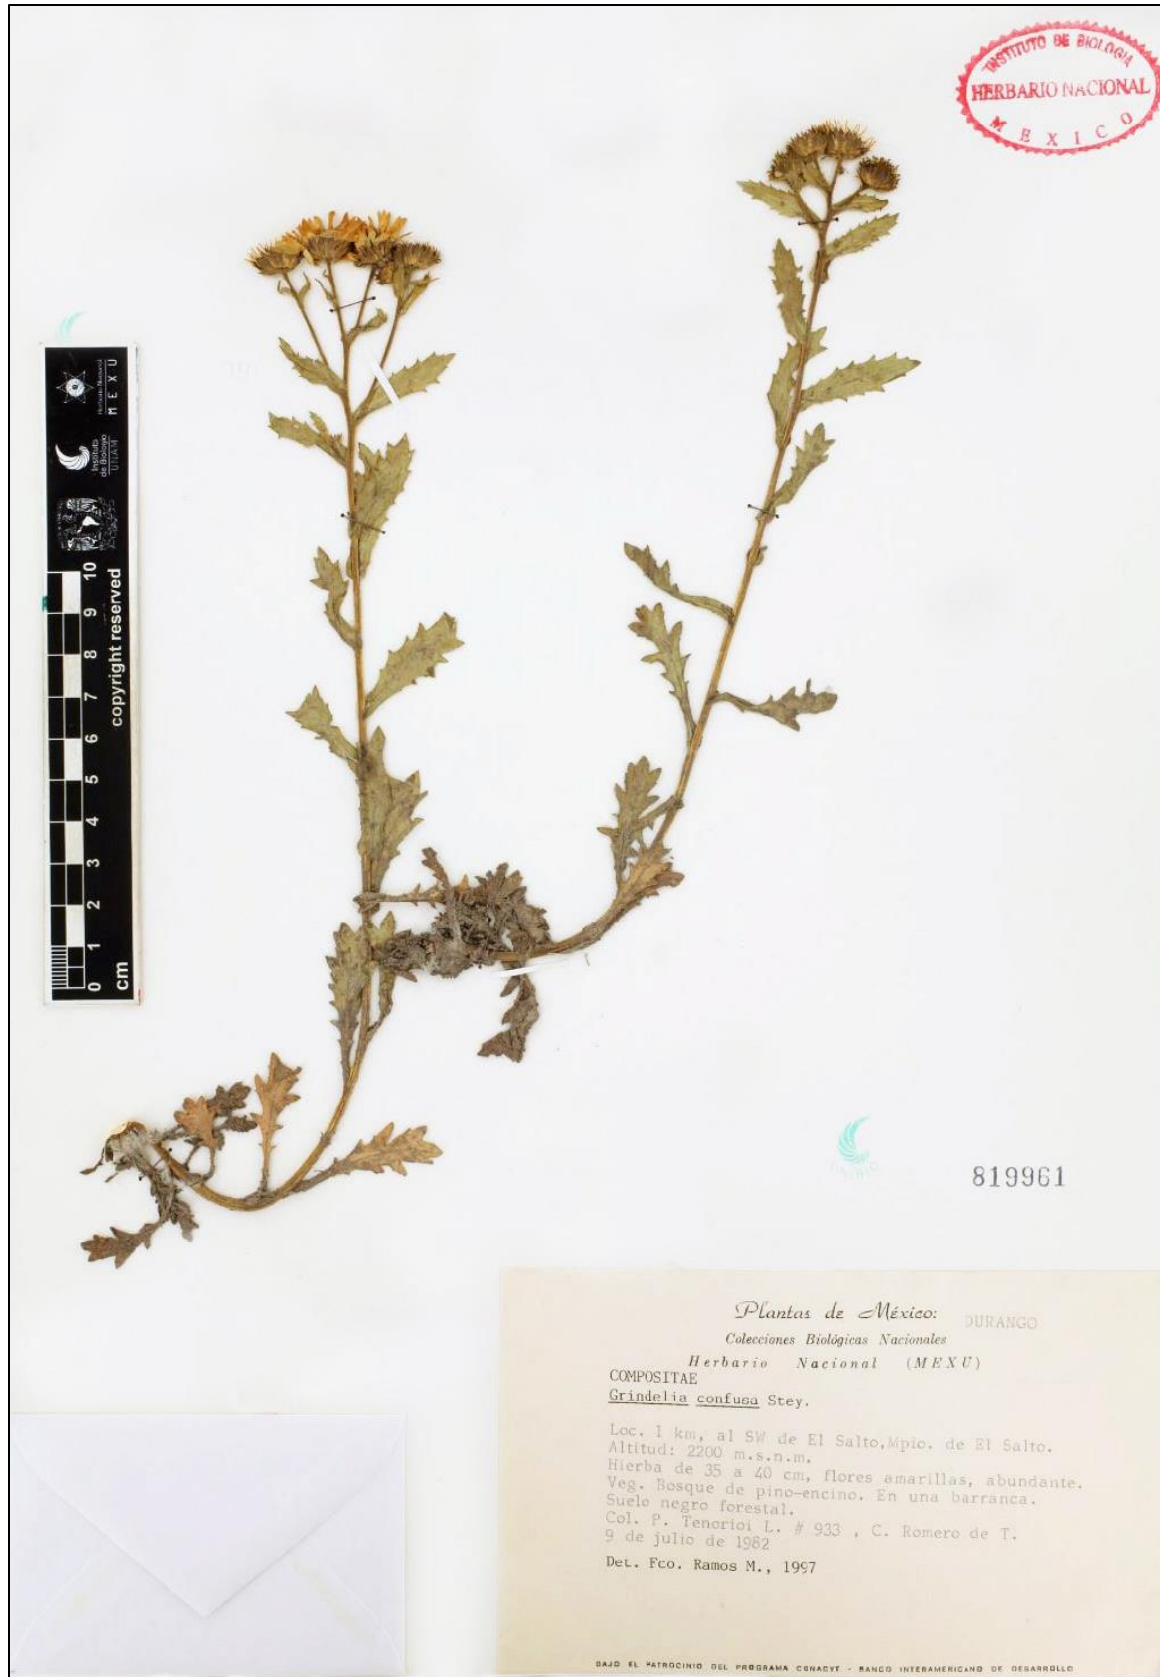 INSTITUTO DE BIOLOGIA
HERBARIO NACIONAL
MEXICO
Herbario Nacional
MEXU
Instituto
de Biología
UNAM
10
9
8
7
6
5
4
3
2
1
0
cm
copyright reserved
819961
Plantas de México: DURANGO
Colecciones Biológicas Nacionales
Herbario Nacional (MEXU)
COMPOSITAE
Grindelia confusa Stey.
Loc. 1 km, al SW de El Salto,Mpio. de El Salto.
Altitud: 2200 m.s.n.m.
Hierba de 35 a 40 cm, flores amarillas, abundante.
Veg. Bosque de pino-encino. En una barranca.
Suelo negro forestal.
Col. P. Tenorioi L. # 933 , C. Romero de T.
9 de julio de 1982
Det. Fco. Ramos M., 1997
BAJO EL PATROCINIO DEL PROGRAMA CONACYT - BANCO INTERAMERICANO DE DESARROLLO